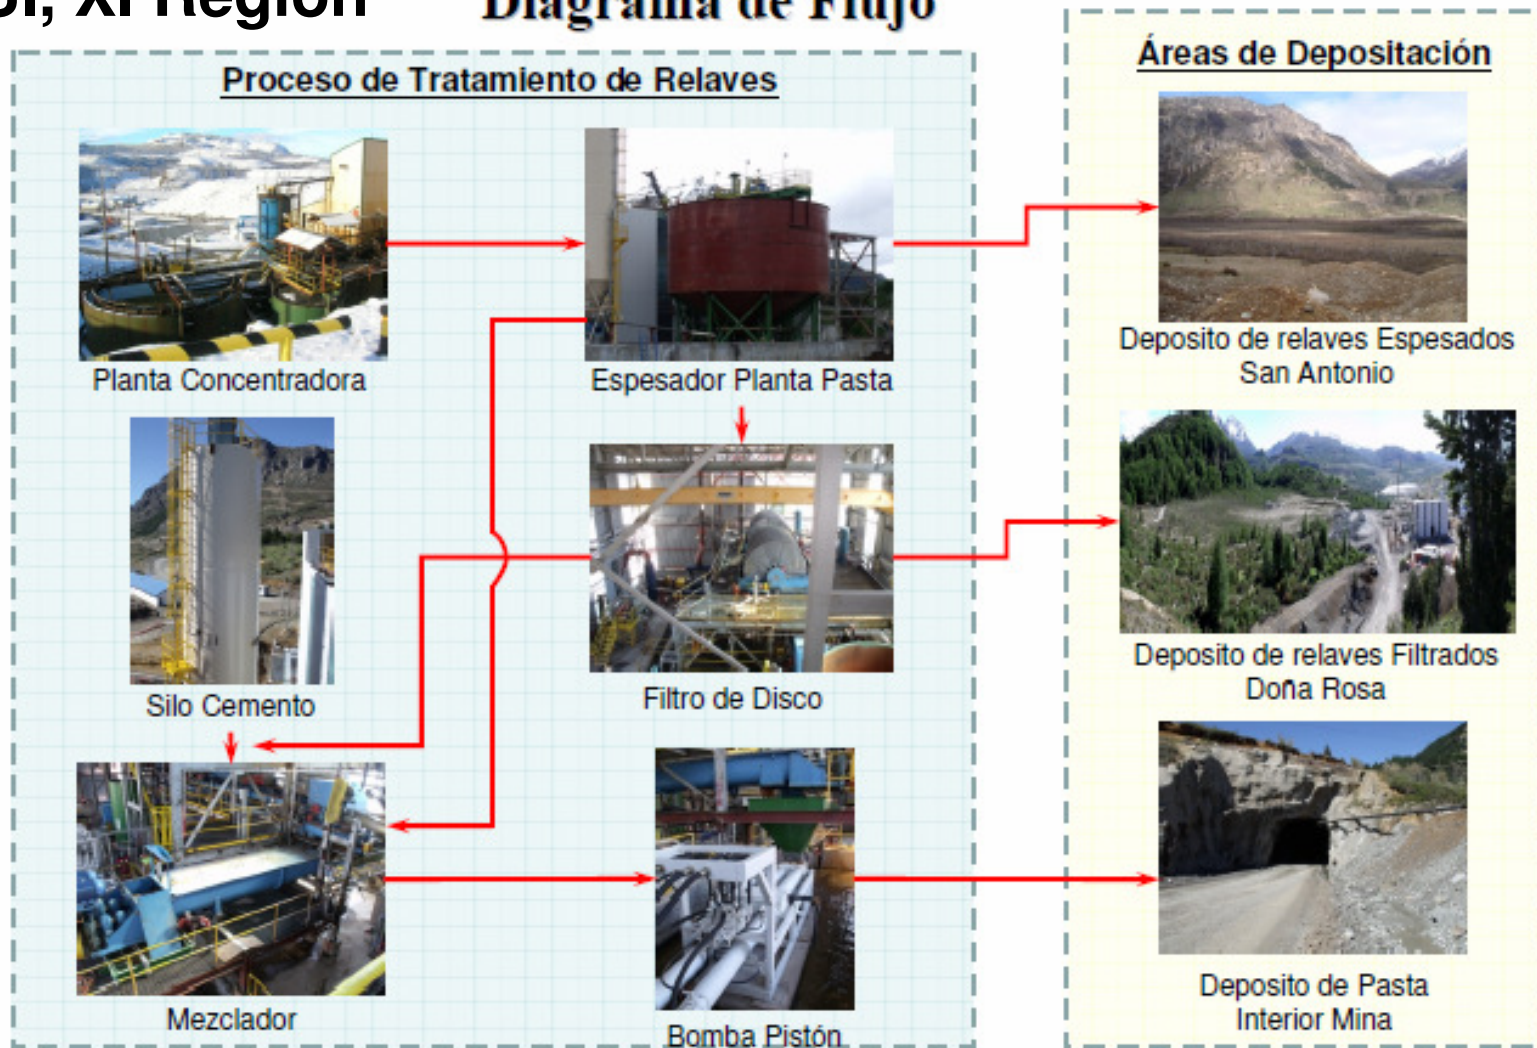 XI Región
Diagrama de Flujo
Proceso de Tratamiento de Relaves
Planta Concentradora
Espesador Planta Pasta
Silo Cemento
Filtro de Disco
Mezclador
Bomba Pistón
Áreas de Depositación
Deposito de relaves Espesados
San Antonio
Deposito de relaves Filtrados
Doña Rosa
Deposito de Pasta
Interior Mina